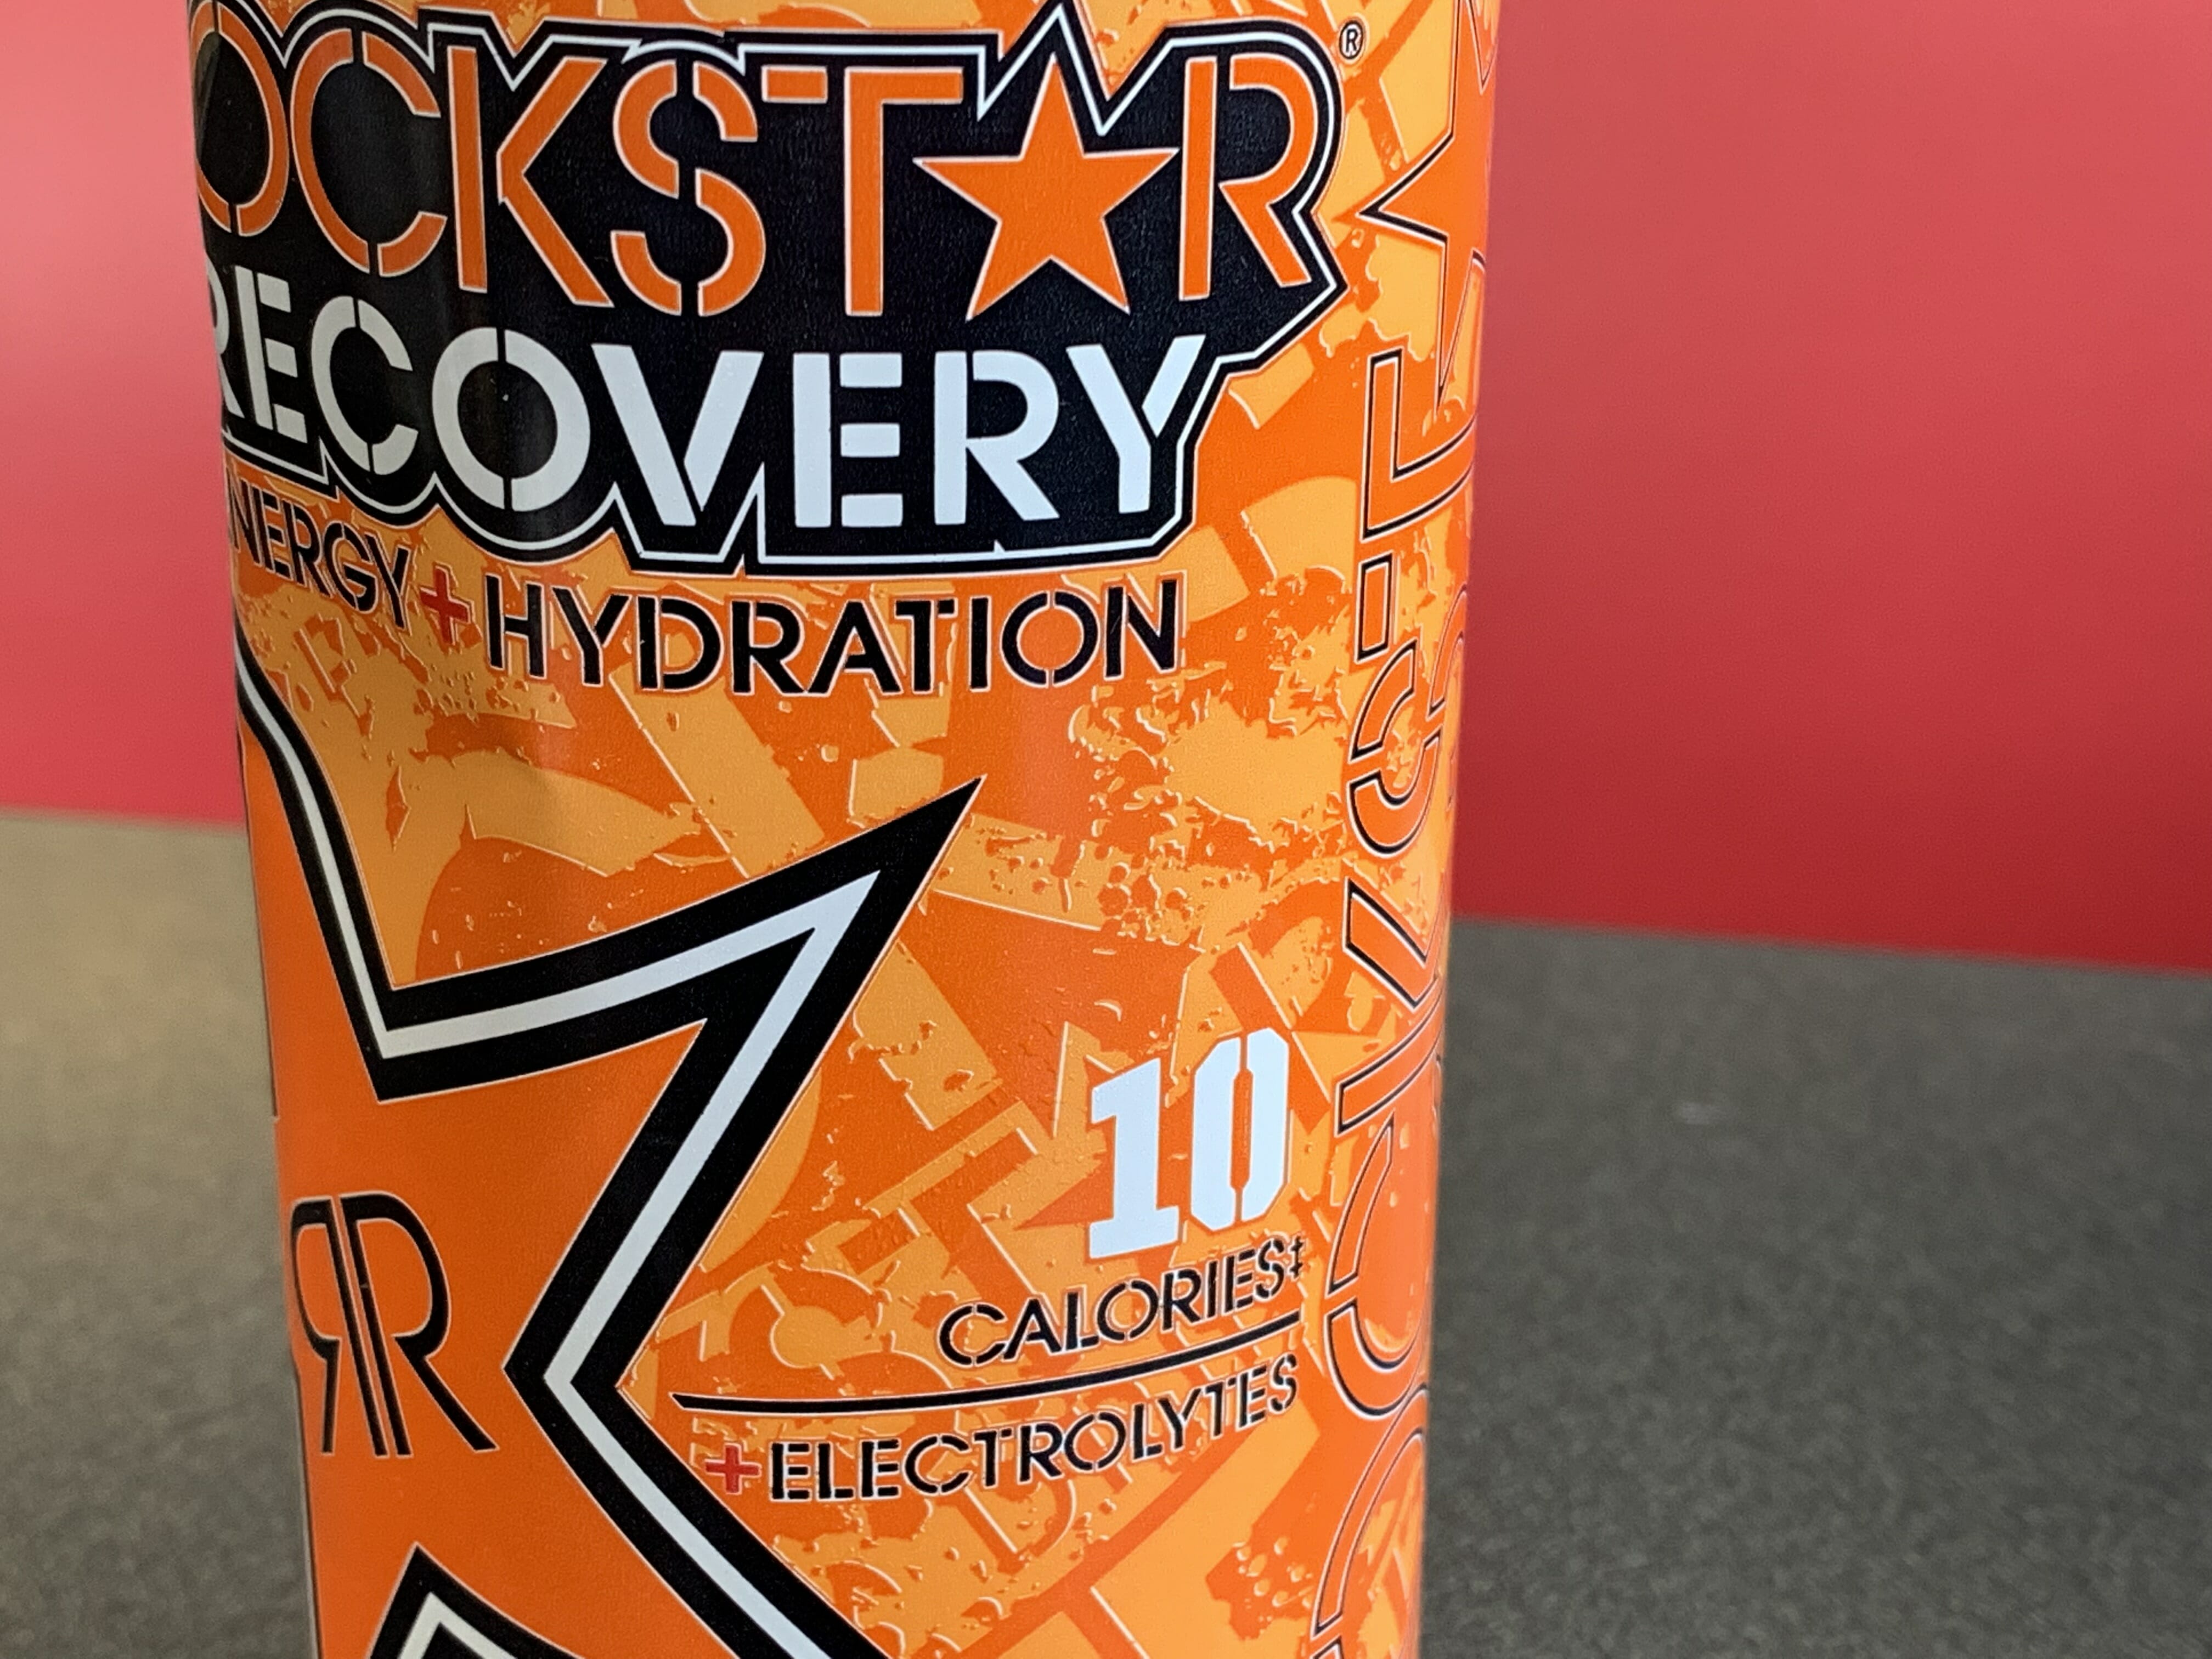 OCKSTAR®
RECOVERY
NERGY+HYDRATION
10
CALORIES‡
+ELECTROLYTES